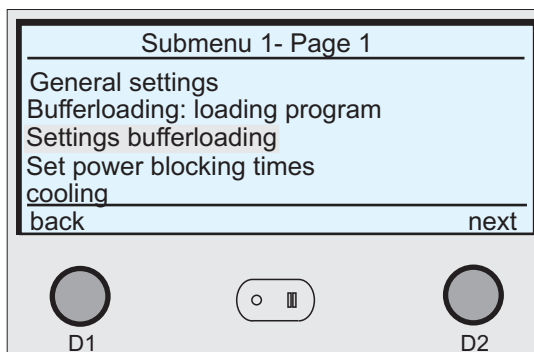 Submenu 1- Page 1
General settings
Bufferloading: loading program
Settings bufferloading
Set power blocking times
cooling
back next
D1 D2